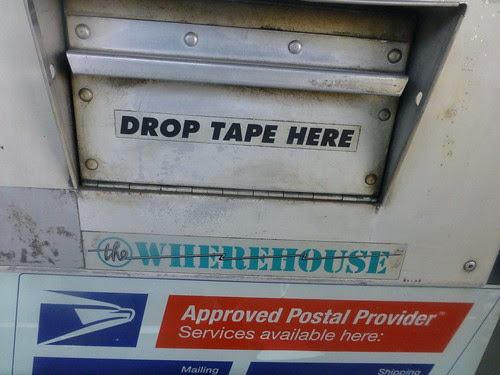 DROP TAPE HERE
the WHEREHOUSE
Approved Postal Provider™
Services available here:
Mailing
Shipping